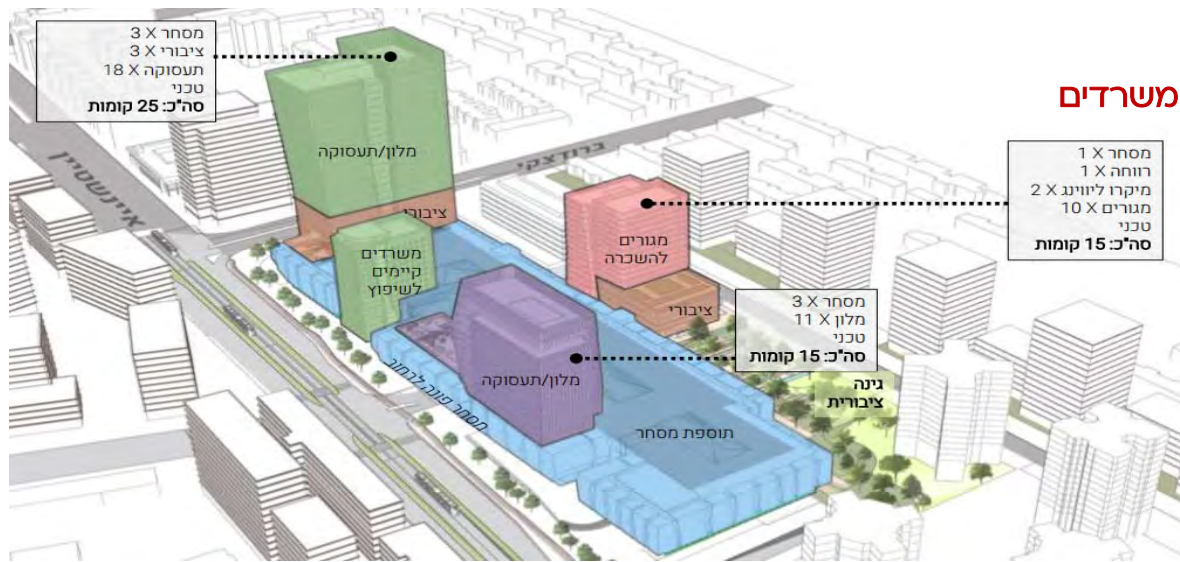 מסחר X 3
ציבורי X 3
תעסוקה X 18
טכני
סה"כ: 25 קומות
משרדים
מסחר X 1
רווחה X 1
מיקרו ליווינג X 2
מגורים X 10
טכני
סה"כ: 15 קומות
איינשטיין
ברודצקי
מלון/תעסוקה
ציבורי
משרדים
קיימים
לשיפוץ
מגורים
להשכרה
ציבורי
מסחר X 3
מלון X 11
טכני
סה"כ: 15 קומות
מלון/תעסוקה
מסחר פונה לרחוב
תוספת מסחר
גינה
ציבורית